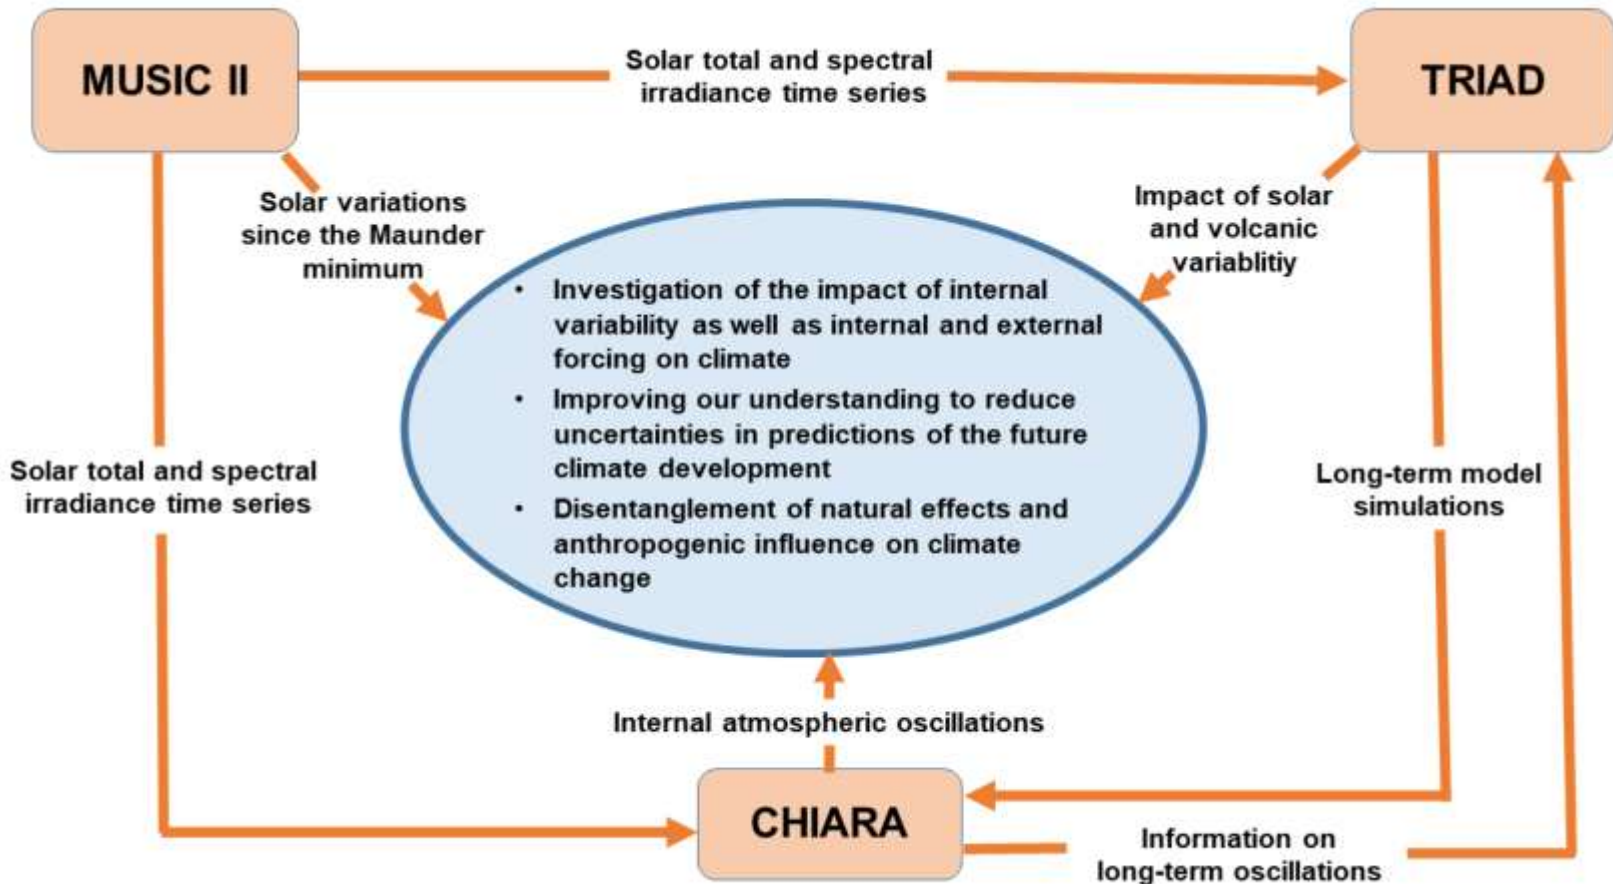 MUSIC II
Solar total and spectral
irradiance time series
TRIAD
Solar variations
since the Maunder
minimum
Impact of solar
and volcanic
variablitiy
• Investigation of the impact of internal
variability as well as internal and external
forcing on climate
• Improving our understanding to reduce
uncertainties in predictions of the future
climate development
• Disentanglement of natural effects and
anthropogenic influence on climate
change
Solar total and spectral
irradiance time series
Long-term model
simulations
Internal atmospheric oscillations
CHIARA
Information on
long-term oscillations